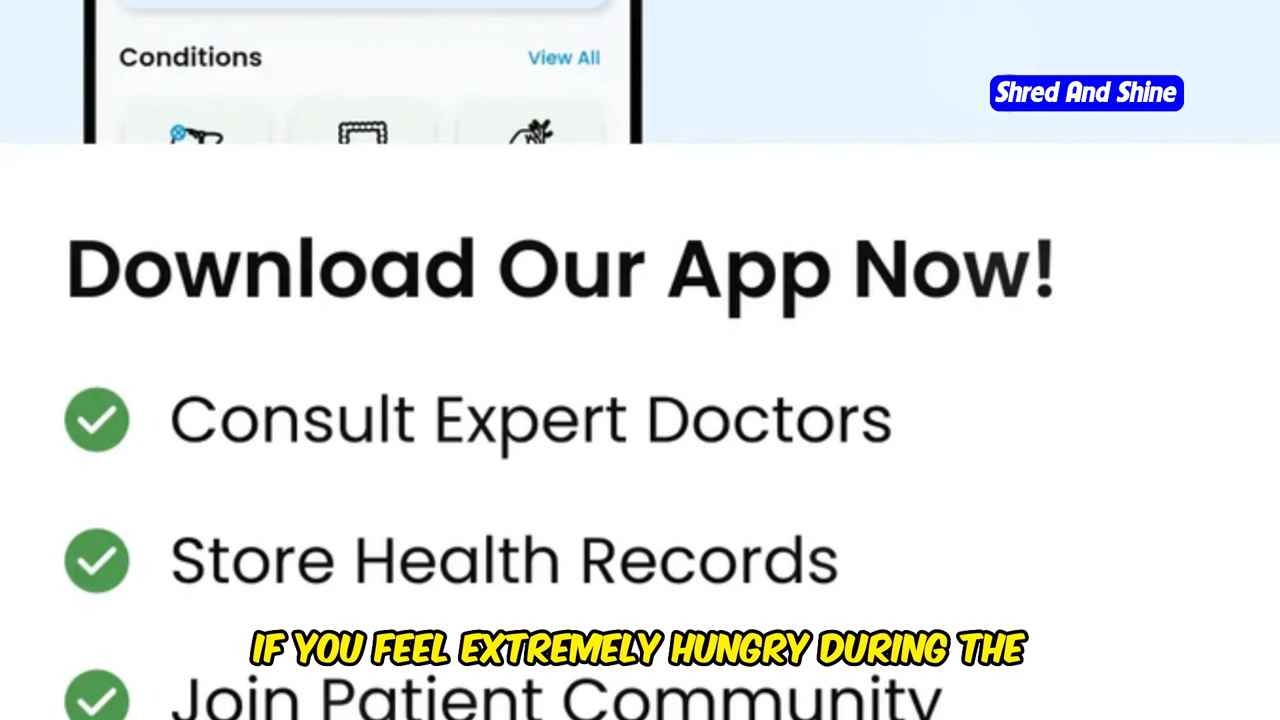 Conditions View All
Shred And Shine
Download Our App Now!
Consult Expert Doctors
Store Health Records
IF YOU FEEL EXTREMELY HUNGRY DURING THE
Join Patient Community